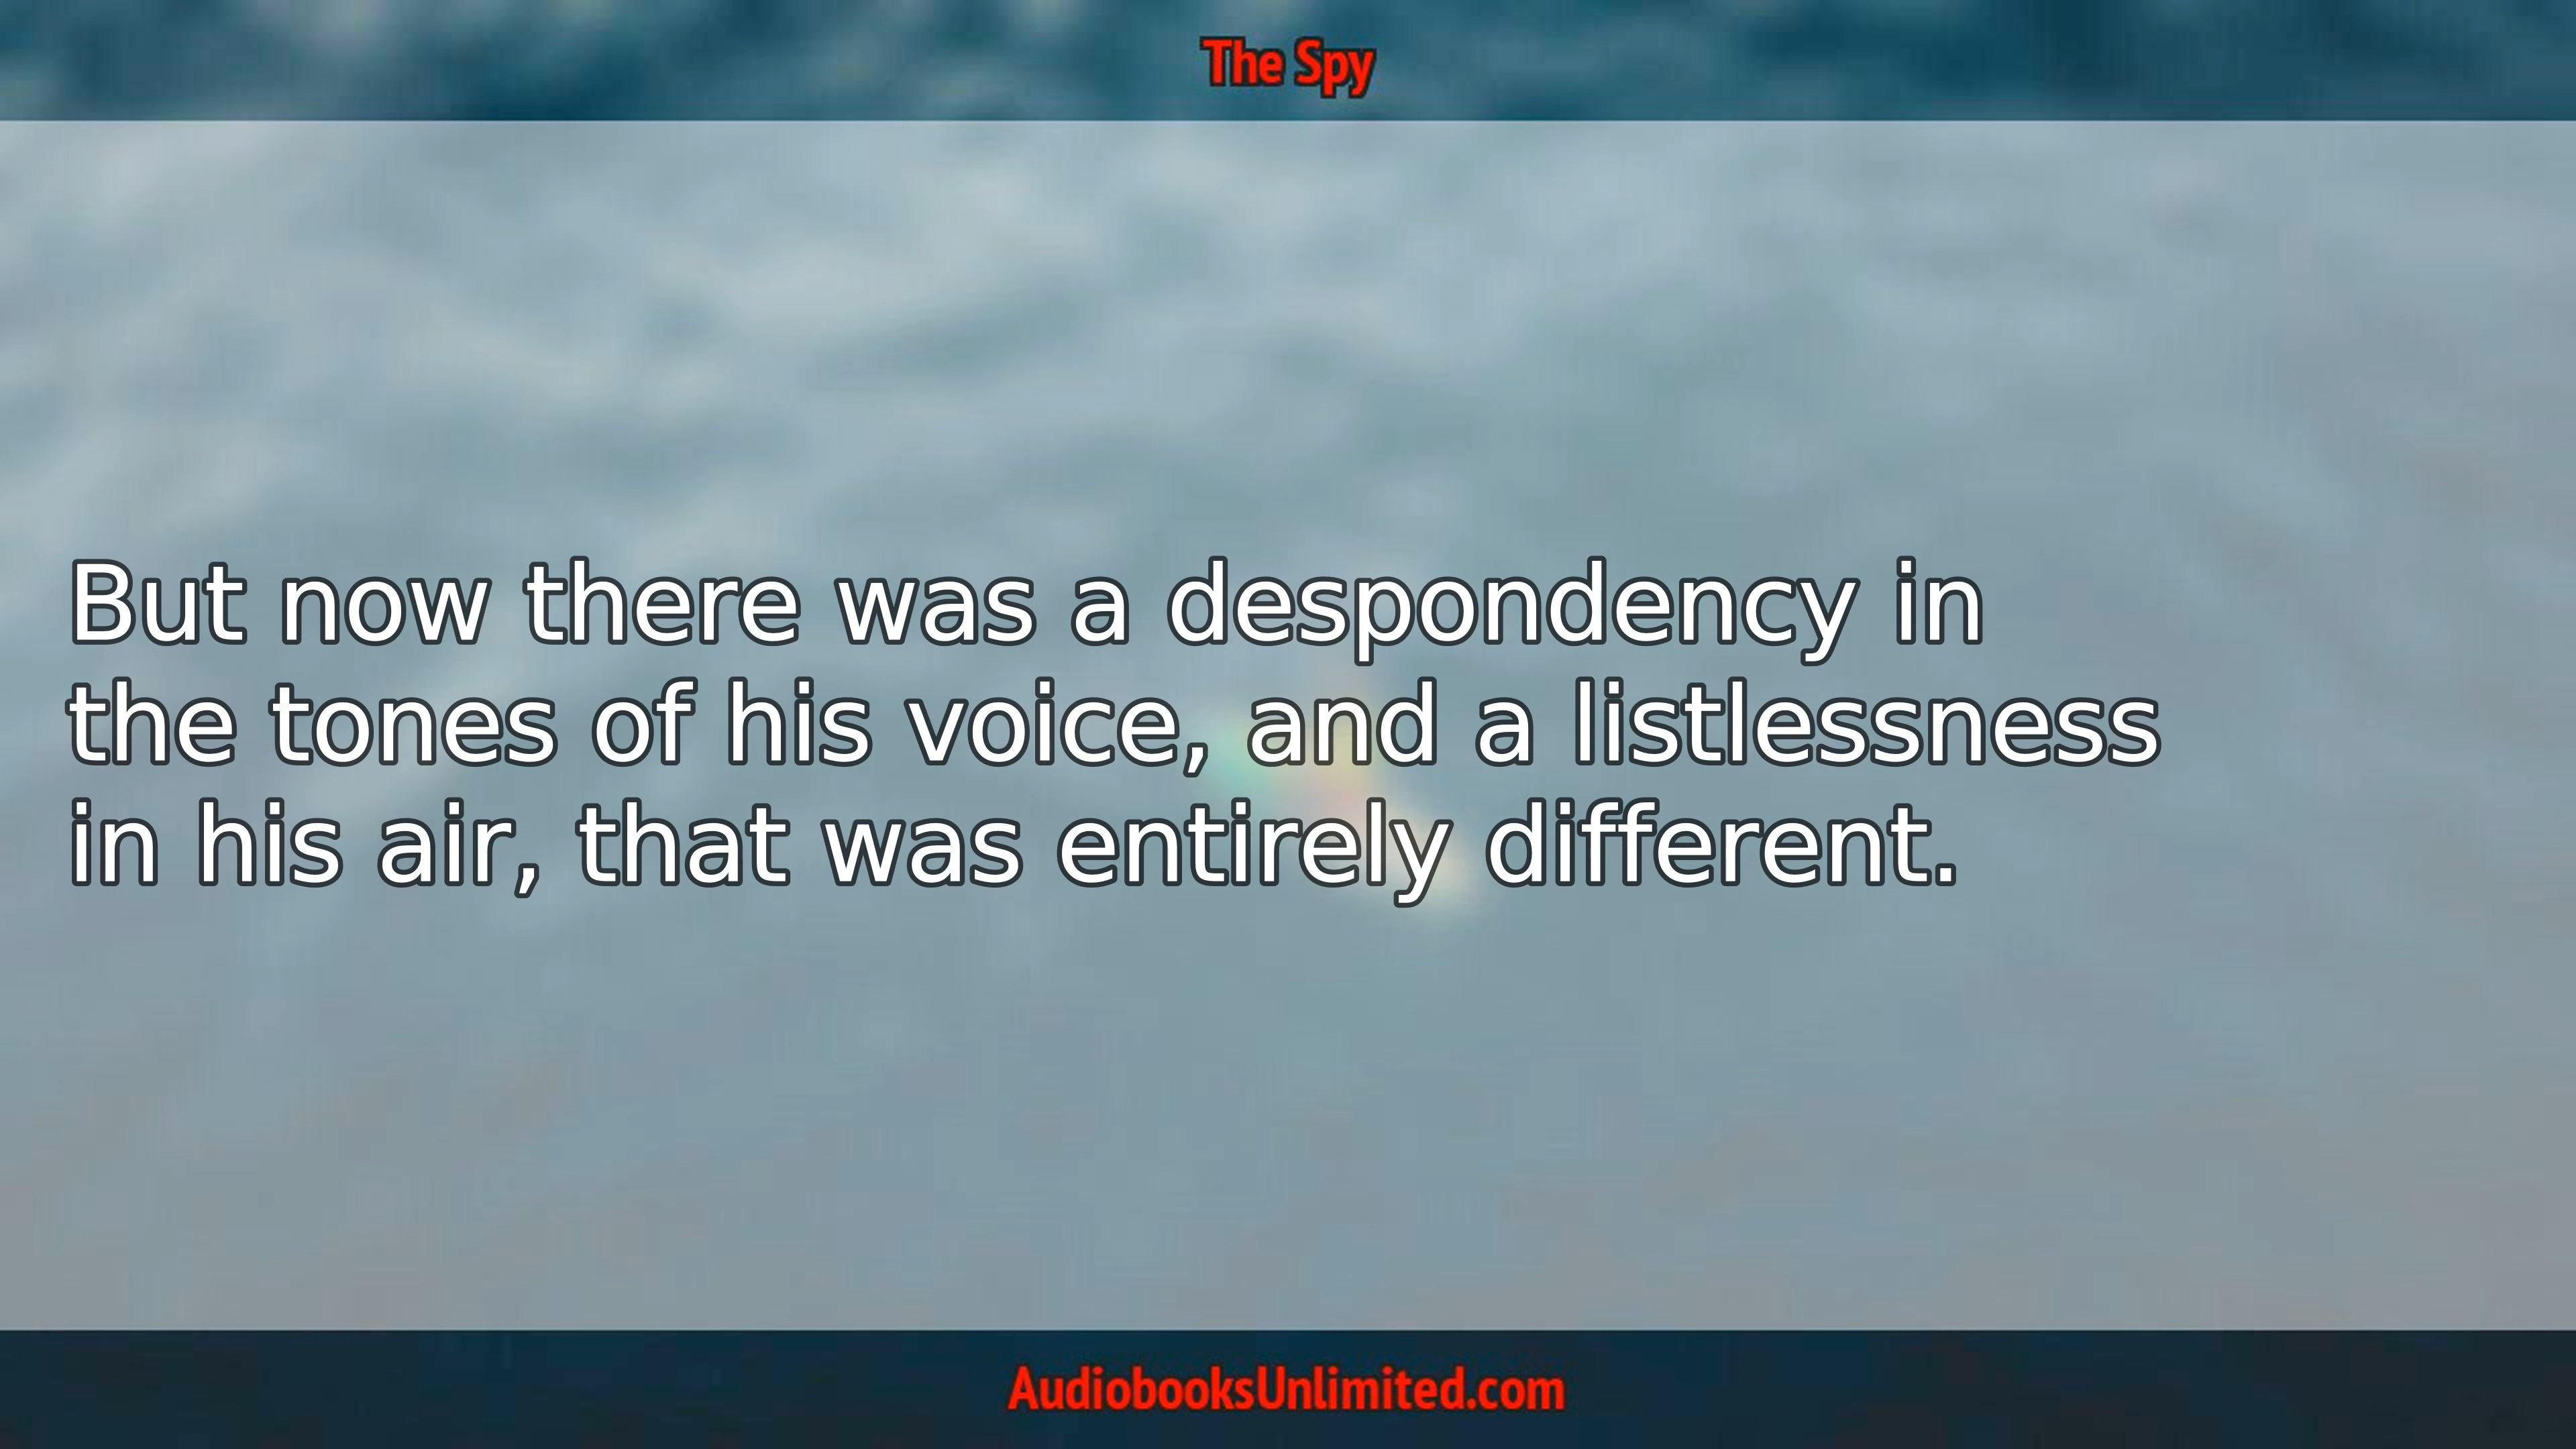 The Spy
But now there was a despondency in
the tones of his voice, and a listlessness
in his air, that was entirely different.
AudiobooksUnlimited.com